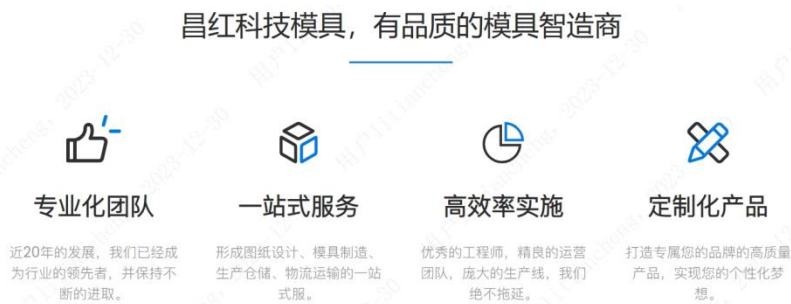 昌红科技模具，有品质的模具智造商
专业化团队
近20年的发展，我们已经成
为行业的领先者，并保持不
断的进取。
一站式服务
形成图纸设计、模具制造、
生产仓储、物流运输的一站
式服。
高效率实施
优秀的工程师，精良的运营
团队，庞大的生产线，我们
绝不拖延。
定制化产品
打造专属您的品牌的高质量
产品，实现您的个性化梦
想。